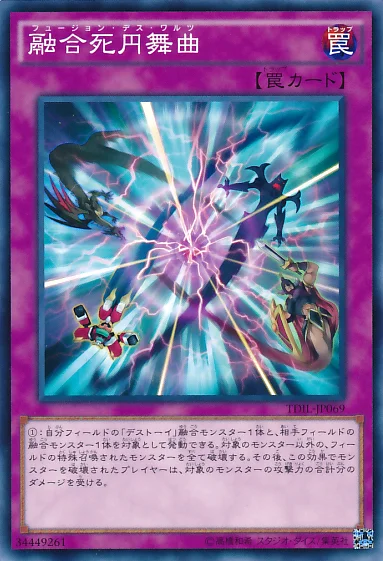 フュージョン・デス・ワルツ
融合死円舞曲
トラップ
罠
【罠カード】
TDIL-JP069
①：自分フィールドの「デストーイ」融合モンスター１体と、相手フィールドの
融合モンスター１体を対象として発動できる。対象のモンスター以外の、フィー
ルドの特殊召喚されたモンスターを全て破壊する。その後、この効果でモン
スターを破壊されたプレイヤーは、対象のモンスターの攻撃力の合計分の
ダメージを受ける。
34449261
©高橋和希 スタジオ・ダイス／集英社